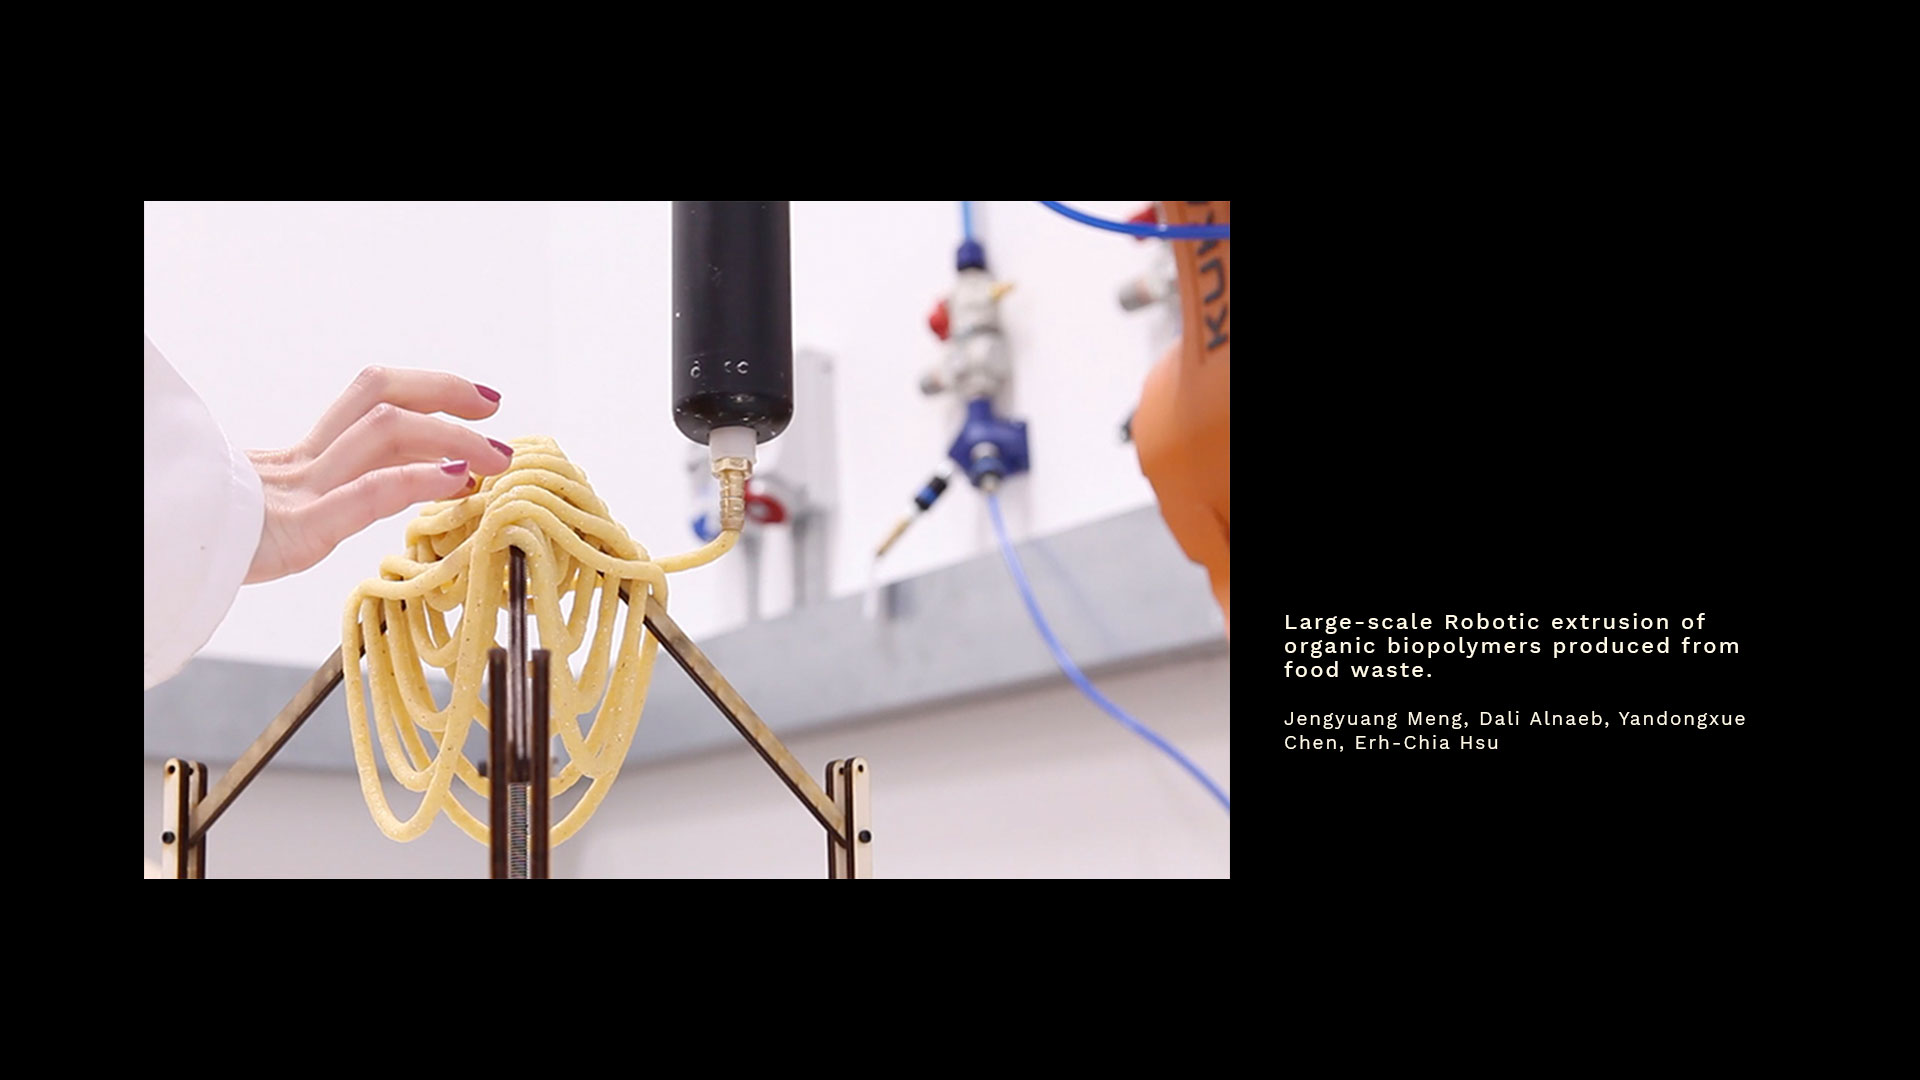 KUKA
Large-scale Robotic extrusion of
organic biopolymers produced from
food waste.
Jengyuang Meng, Dali Alnaeb, Yandongxue
Chen, Erh-Chia Hsu